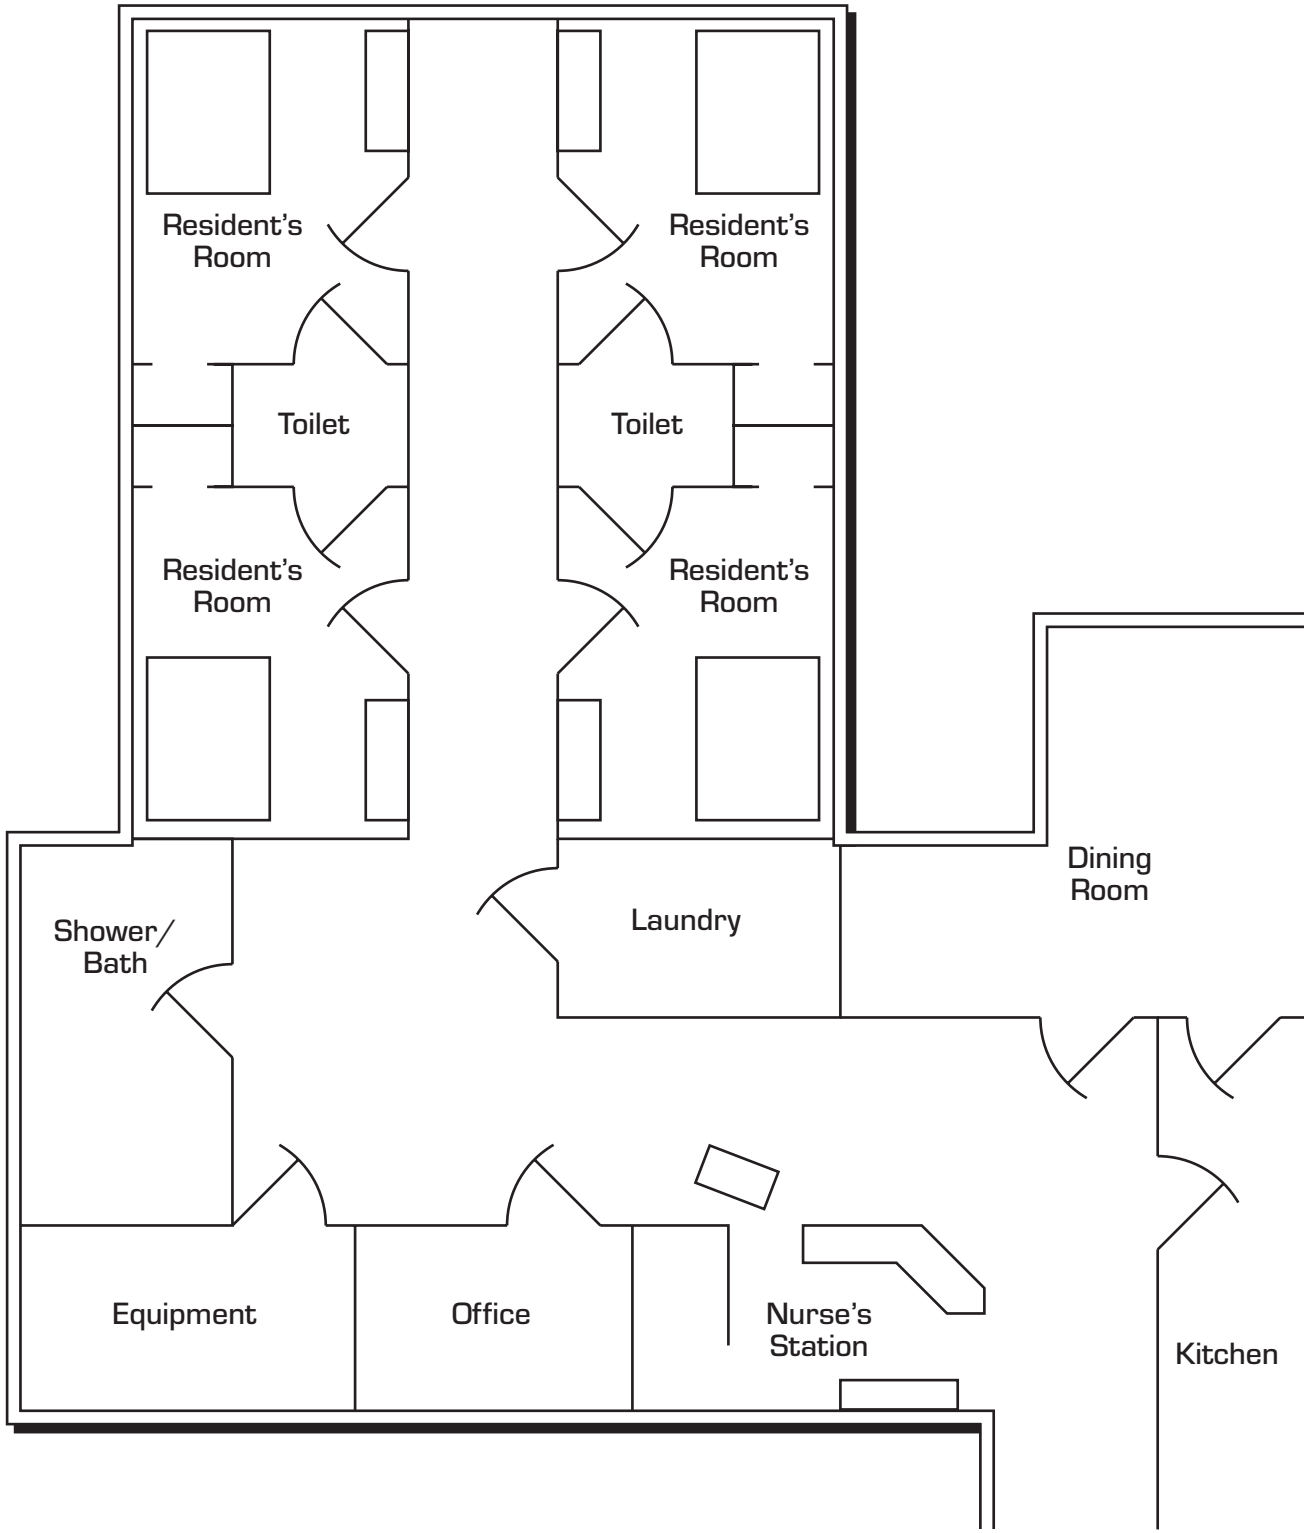 Resident's
Room
Resident's
Room
Toilet
Toilet
Resident's
Room
Resident's
Room
Dining
Room
Shower/
Bath
Laundry
Equipment
Office
Nurse's
Station
Kitchen